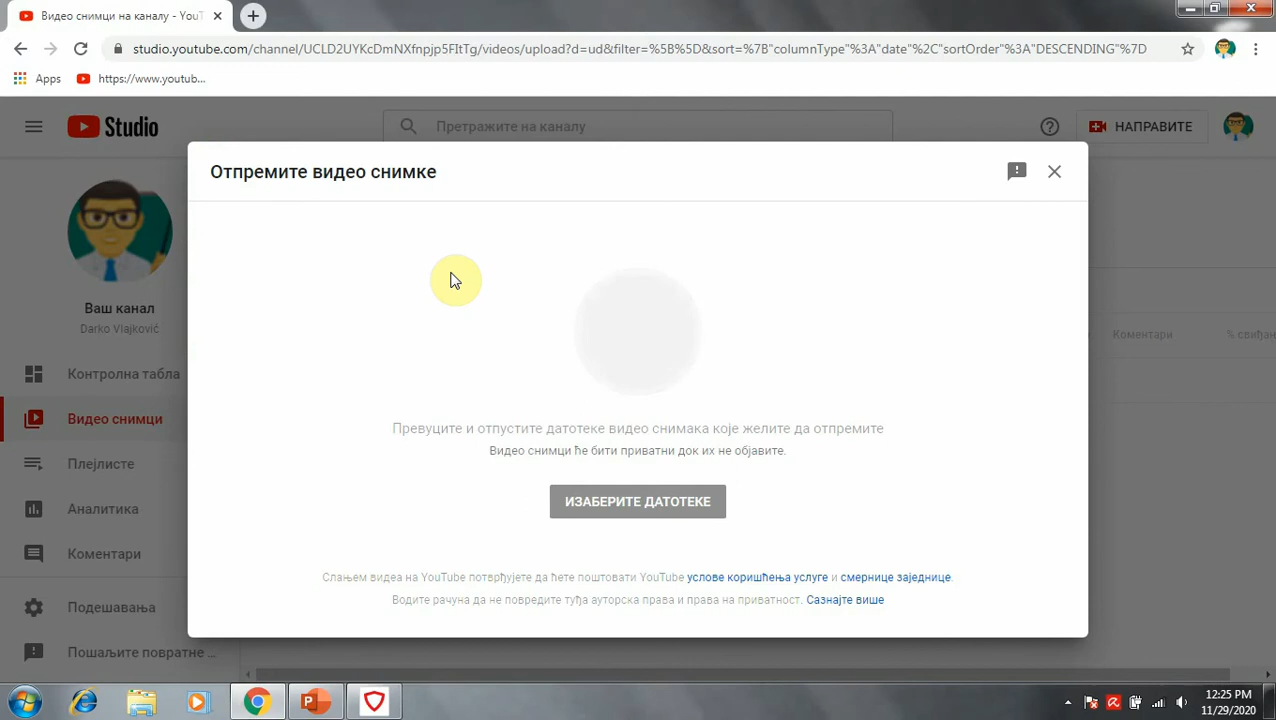 Видео снимци на каналу - YouT
studio.youtube.com/channel/UCLD2UYKcDmNXfnpjp5FItTg/videos/upload?d=ud&filter=%5B%5D&sort=%7B"columnType"%3A"date"%2C"sortOrder"%3A"DESCENDING"%7D
Apps https://www.youtub...
Studio
Претражите на каналу
НАПРАВИТЕ
Отпремите видео снимке
Ваш канал
Darko Vlajković
Контролна табла
Видео снимци
Плејлисте
Аналитика
Коментари
Подешавања
Пошаљите повратне ...
Коментари
% свиђањ
Превуците и отпустите датотеке видео снимака које желите да отпремите
Видео снимци ће бити приватни док их не објавите.
ИЗАБЕРИТЕ ДАТОТЕКЕ
Слањем видеа на YouTube потврђујете да ћете поштовати YouTube услове коришћења услуге и смернице заједнице.
Водите рачуна да не повредите туђа ауторска права и права на приватност. Сазнајте више
12:25 PM
11/29/2020